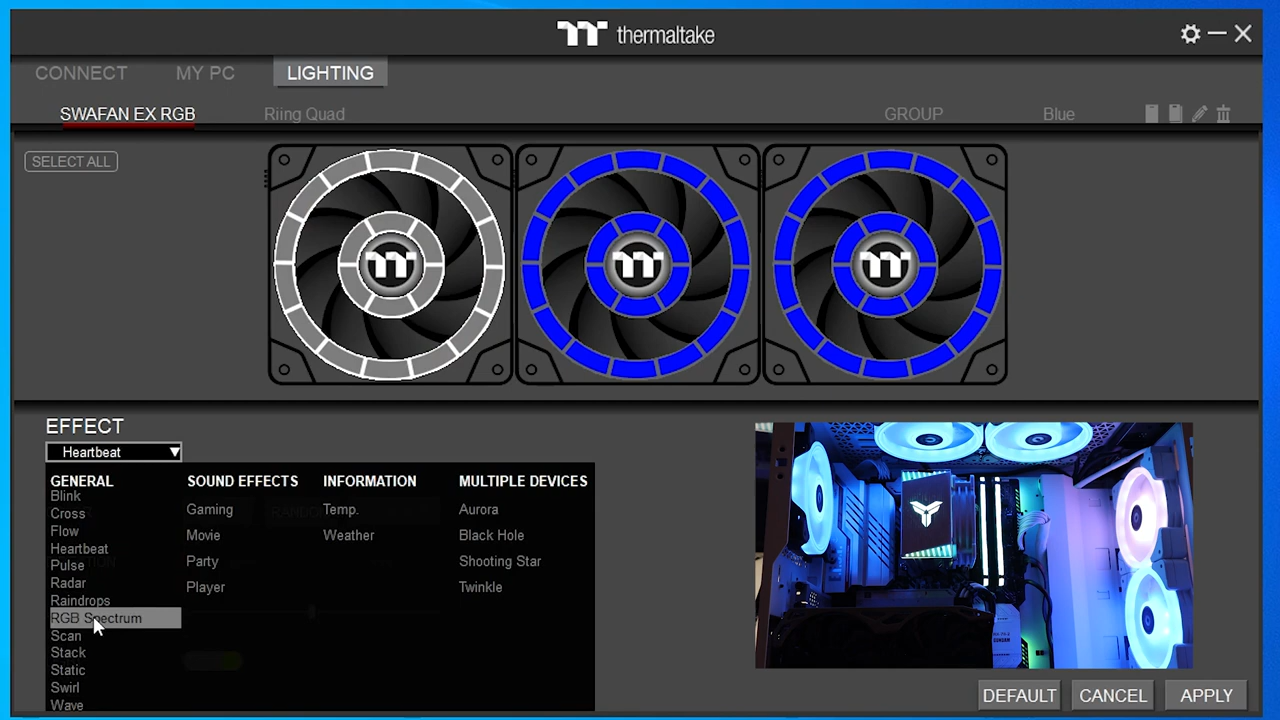 thermaltake
CONNECT MY PC LIGHTING
SWAFAN EX RGB Riing Quad GROUP Blue
SELECT ALL
EFFECT
Heartbeat
GENERAL SOUND EFFECTS INFORMATION MULTIPLE DEVICES
Blink
Cross
Flow
Heartbeat
Pulse
Radar
Raindrops
RGB Spectrum
Scan
Stack
Static
Swirl
Wave
Gaming
Movie
Party
Player
Temp.
Weather
Aurora
Black Hole
Shooting Star
Twinkle
DEFAULT CANCEL APPLY